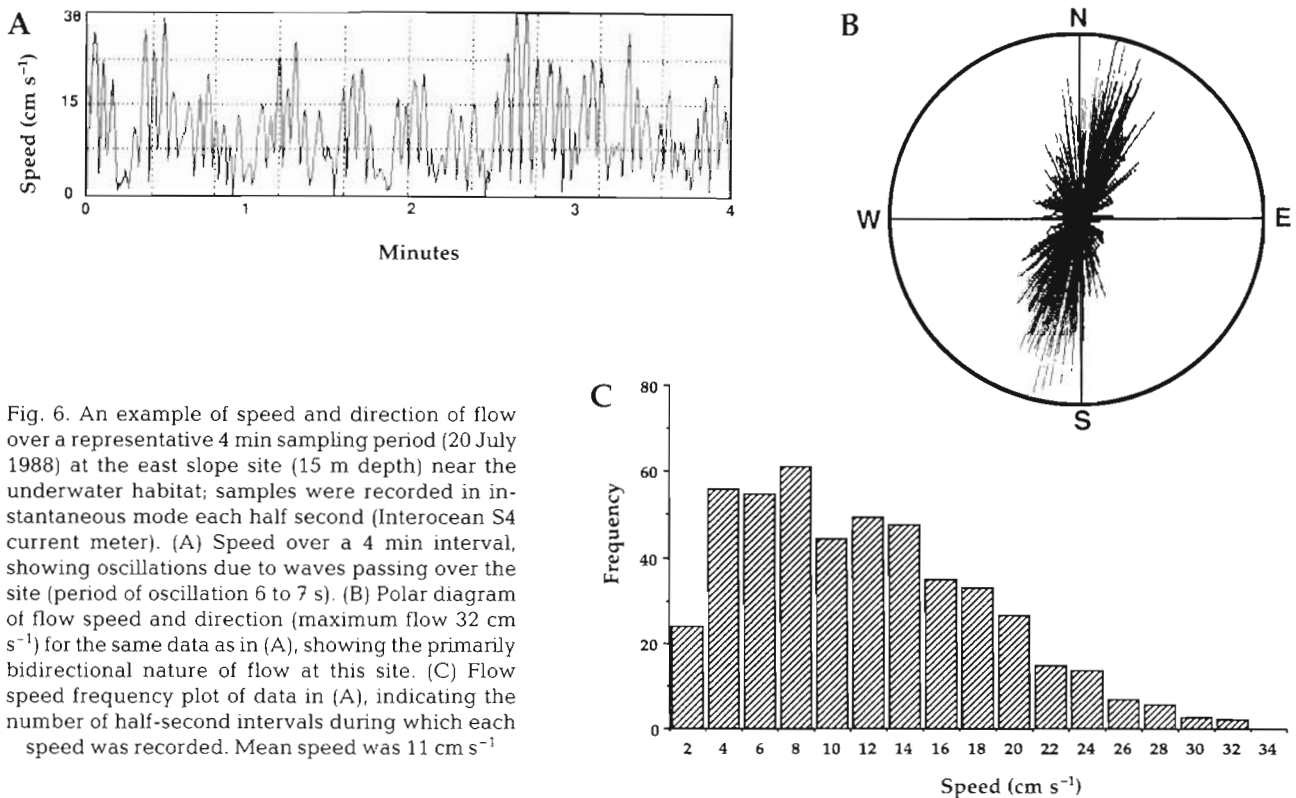 A
Speed (cm s⁻¹)
30
15
0
0 1 2 3 4
Minutes
B
N
W
E
S
Fig. 6. An example of speed and direction of flow
over a representative 4 min sampling period (20 July
1988) at the east slope site (15 m depth) near the
underwater habitat; samples were recorded in in-
stantaneous mode each half second (Interocean S4
current meter). (A) Speed over a 4 min interval,
showing oscillations due to waves passing over the
site (period of oscillation 6 to 7 s). (B) Polar diagram
of flow speed and direction (maximum flow 32 cm
s⁻¹) for the same data as in (A), showing the primarily
bidirectional nature of flow at this site. (C) Flow
speed frequency plot of data in (A), indicating the
number of half-second intervals during which each
speed was recorded. Mean speed was 11 cm s⁻¹
C
Frequency
80
60
40
20
0
2 4 6 8 10 12 14 16 18 20 22 24 26 28 30 32 34
Speed (cm s⁻¹)